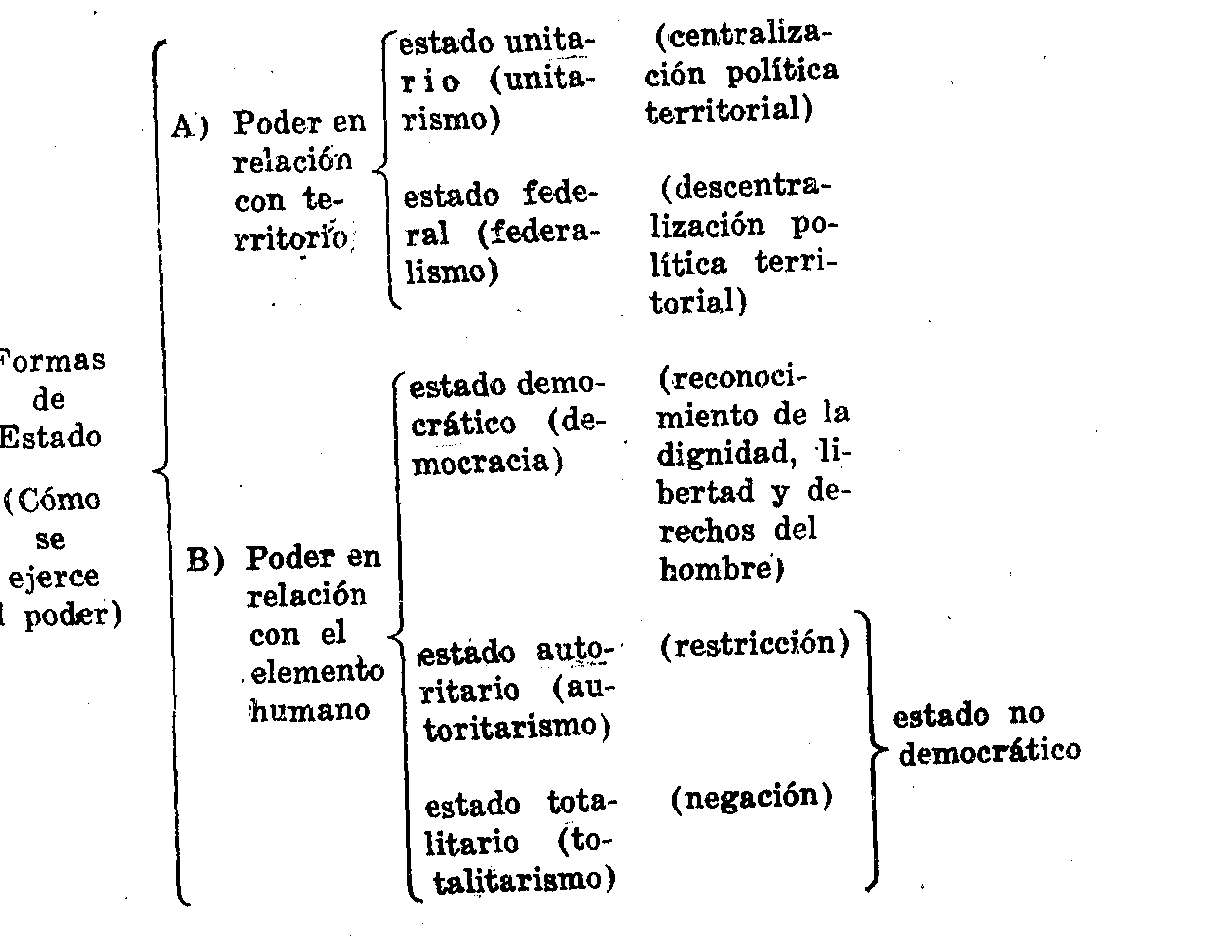 Formas
de
Estado
(Cómo
se
ejerce
l poder)
A) Poder en
relación
con te-
rritorio
estado unita-
rio (unita-
rismo)
(centraliza-
ción política
territorial)
estado fede-
ral (federa-
lismo)
(descentra-
lización po-
lítica terri-
torial)
B) Poder en
relación
con el
elemento
humano
estado demo-
crático (de-
mocracia)
(reconoci-
miento de la
dignidad, li-
bertad y de-
rechos del
hombre)
estado auto-
ritario (au-
toritarismo)
(restricción)
estado tota-
litario (to-
talitarismo)
(negación)
estado no
democrático